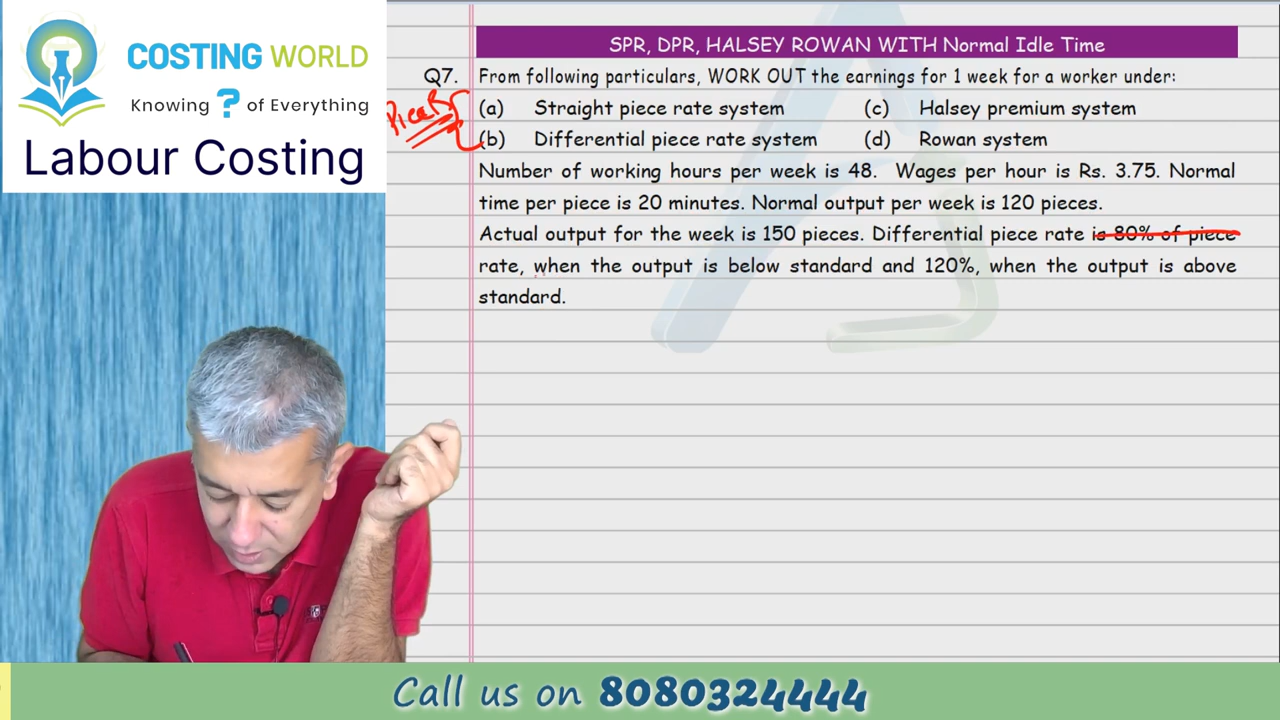 COSTING WORLD
Knowing ? of Everything
Labour Costing
SPR, DPR, HALSEY ROWAN WITH Normal Idle Time
Q7. From following particulars, WORK OUT the earnings for 1 week for a worker under:
(a) Straight piece rate system (c) Halsey premium system
(b) Differential piece rate system (d) Rowan system
Number of working hours per week is 48. Wages per hour is Rs. 3.75. Normal
time per piece is 20 minutes. Normal output per week is 120 pieces.
Actual output for the week is 150 pieces. Differential piece rate is 80% of piece
rate, when the output is below standard and 120%, when the output is above
standard.
Call us on 8080324444